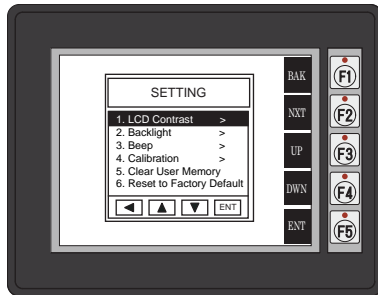 SETTING
1. LCD Contrast >
2. Backlight >
3. Beep >
4. Calibration >
5. Clear User Memory
6. Reset to Factory Default
ENT
BAK
NXT
UP
DWN
ENT
F1
F2
F3
F4
F5